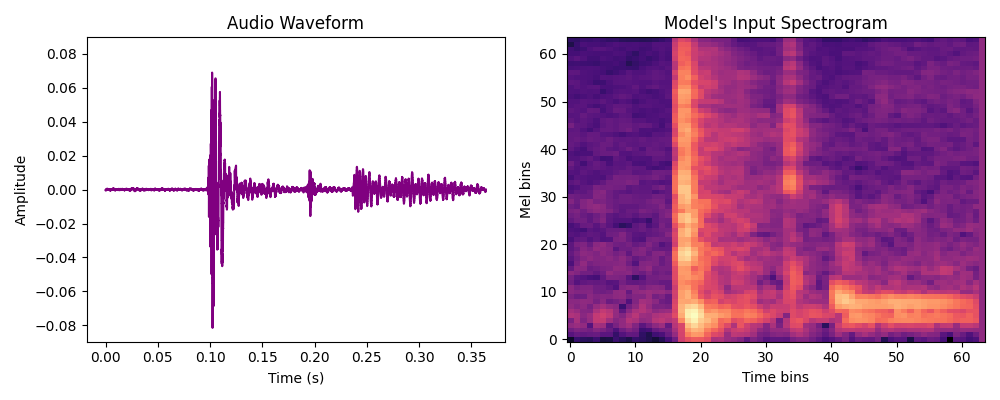 Audio Waveform
0.08
0.06
0.04
0.02
0.00
−0.02
−0.04
−0.06
−0.08
Amplitude
0.00 0.05 0.10 0.15 0.20 0.25 0.30 0.35
Time (s)
Model's Input Spectrogram
60
50
40
30
20
10
0
Mel bins
0 10 20 30 40 50 60
Time bins